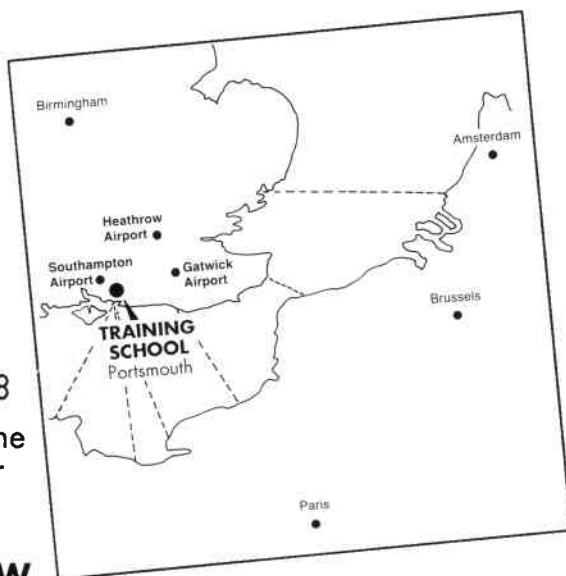 Birmingham
Amsterdam
Heathrow
Airport
Southampton
Airport
Gatwick
Airport
Brussels
TRAINING
SCHOOL
Portsmouth
Paris